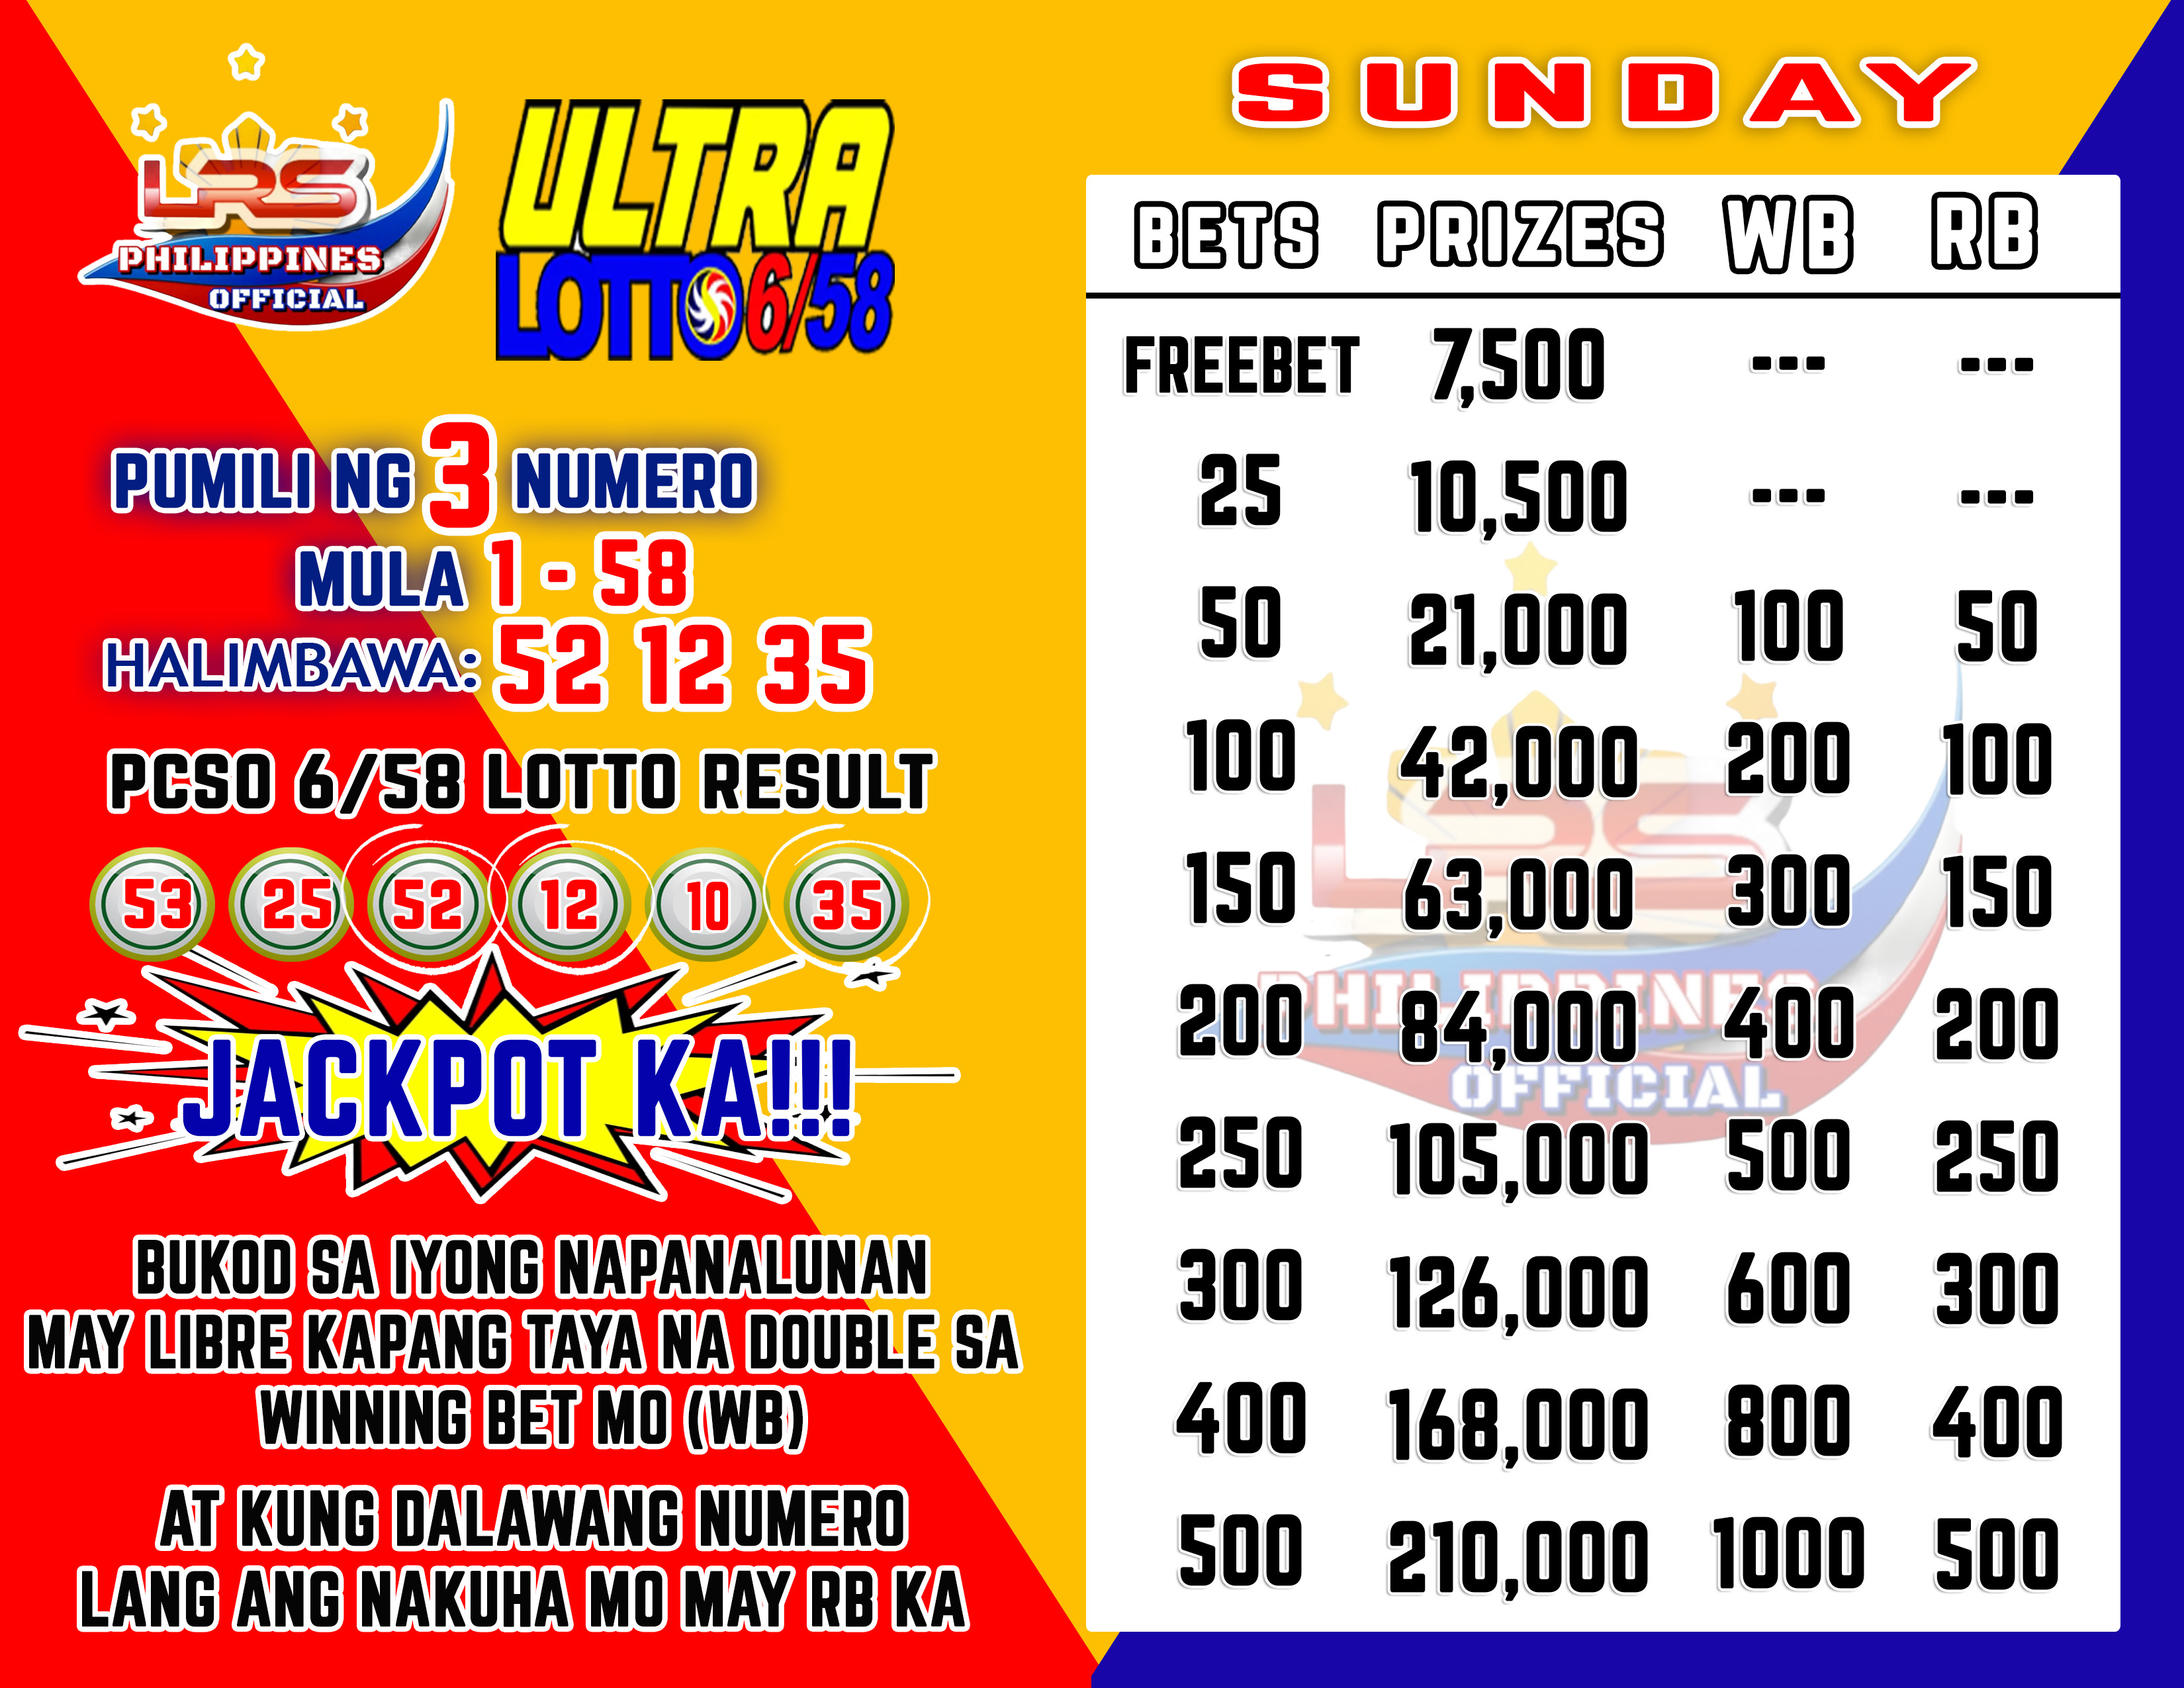 LRS
PHILIPPINES
OFFICIAL
ULTRA
LOTTO 6/58
PUMILI NG 3 NUMERO
MULA 1 - 58
HALIMBAWA: 52 12 35
PCSO 6/58 LOTTO RESULT
53 25 52 12 10 35
JACKPOT KA!!!
BUKOD SA IYONG NAPANALUNAN
MAY LIBRE KAPANG TAYA NA DOUBLE SA
WINNING BET MO (WB)
AT KUNG DALAWANG NUMERO
LANG ANG NAKUHA MO MAY RB KA
SUNDAY
BETS PRIZES WB RB
FREEBET 7,500 --- ---
25 10,500 --- ---
50 21,000 100 50
100 42,000 200 100
150 63,000 300 150
200 84,000 400 200
250 105,000 500 250
300 126,000 600 300
400 168,000 800 400
500 210,000 1000 500
LRS
PHILIPPINES
OFFICIAL